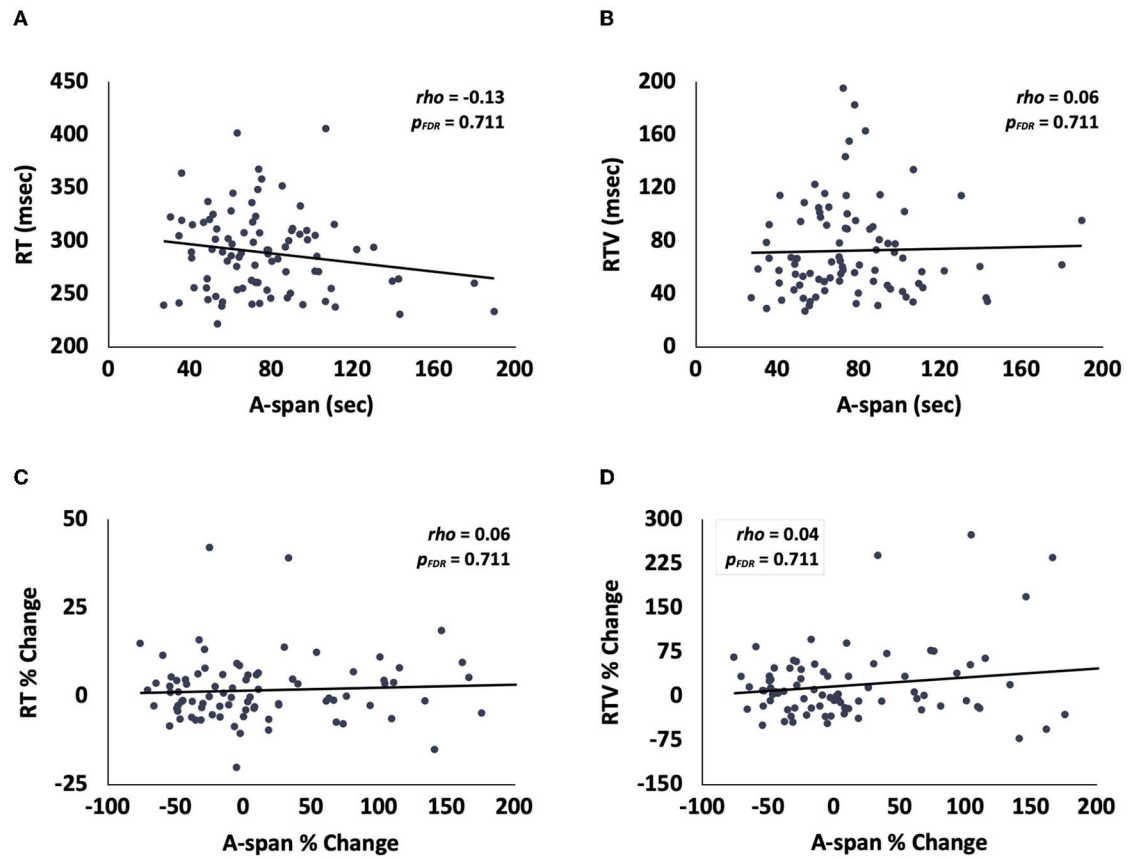 A
rho = -0.13
pFDR = 0.711
RT (msec)
450
400
350
300
250
200
0 40 80 120 160 200
A-span (sec)
B
rho = 0.06
pFDR = 0.711
RTV (msec)
200
160
120
80
40
0
0 40 80 120 160 200
A-span (sec)
C
rho = 0.06
pFDR = 0.711
RT % Change
50
25
0
-25
-100 -50 0 50 100 150 200
A-span % Change
D
rho = 0.04
pFDR = 0.711
RTV % Change
300
225
150
75
0
-75
-150
-100 -50 0 50 100 150 200
A-span % Change